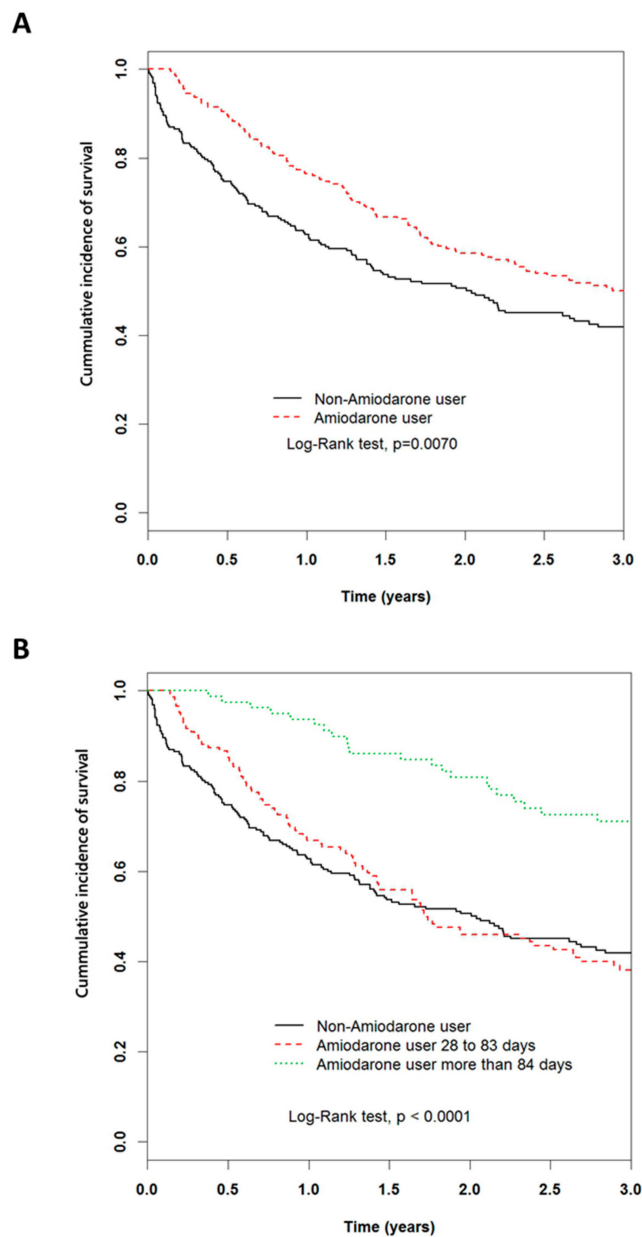 A
Cummulative incidence of survival
1.0
0.8
0.6
0.4
0.2
0.0
Non-Amiodarone user
Amiodarone user
Log-Rank test, p=0.0070
0.0 0.5 1.0 1.5 2.0 2.5 3.0
Time (years)
B
Cummulative incidence of survival
1.0
0.8
0.6
0.4
0.2
0.0
Non-Amiodarone user
Amiodarone user 28 to 83 days
Amiodarone user more than 84 days
Log-Rank test, p < 0.0001
0.0 0.5 1.0 1.5 2.0 2.5 3.0
Time (years)